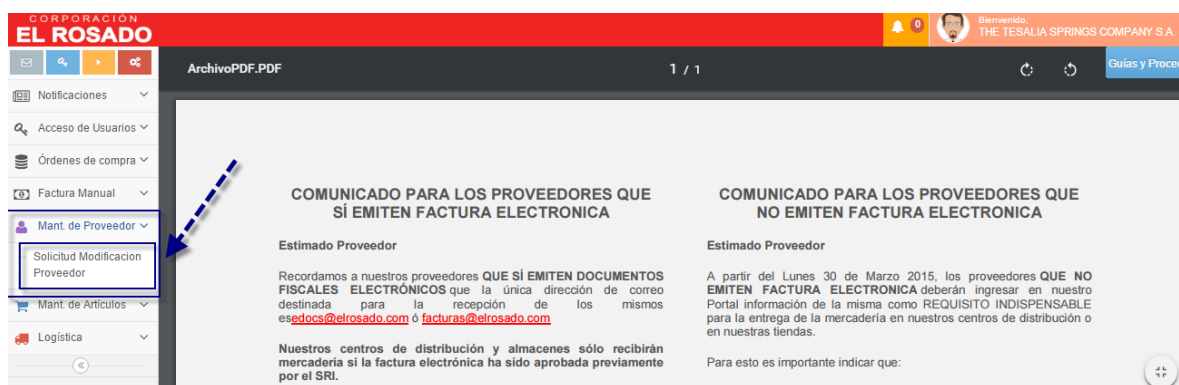 CORPORACIÓN
EL ROSADO
0
Bienvenido,
THE TESALIA SPRINGS COMPANY S.A.
ArchivoPDF.PDF
1 / 1
Guías y Proce
Notificaciones
Acceso de Usuarios
Órdenes de compra
Factura Manual
Mant. de Proveedor
Solicitud Modificacion
Proveedor
Mant. de Artículos
Logística
COMUNICADO PARA LOS PROVEEDORES QUE
SÍ EMITEN FACTURA ELECTRONICA
Estimado Proveedor
Recordamos a nuestros proveedores QUE SÍ EMITEN DOCUMENTOS
FISCALES ELECTRÓNICOS que la única dirección de correo
destinada para la recepción de los mismos
esedocs@elrosado.com ó facturas@elrosado.com
Nuestros centros de distribución y almacenes sólo recibirán
mercadería si la factura electrónica ha sido aprobada previamente
por el SRI.
COMUNICADO PARA LOS PROVEEDORES QUE
NO EMITEN FACTURA ELECTRONICA
Estimado Proveedor
A partir del Lunes 30 de Marzo 2015, los proveedores QUE NO
EMITEN FACTURA ELECTRONICA deberán ingresar en nuestro
Portal información de la misma como REQUISITO INDISPENSABLE
para la entrega de la mercadería en nuestros centros de distribución o
en nuestras tiendas.
Para esto es importante indicar que: